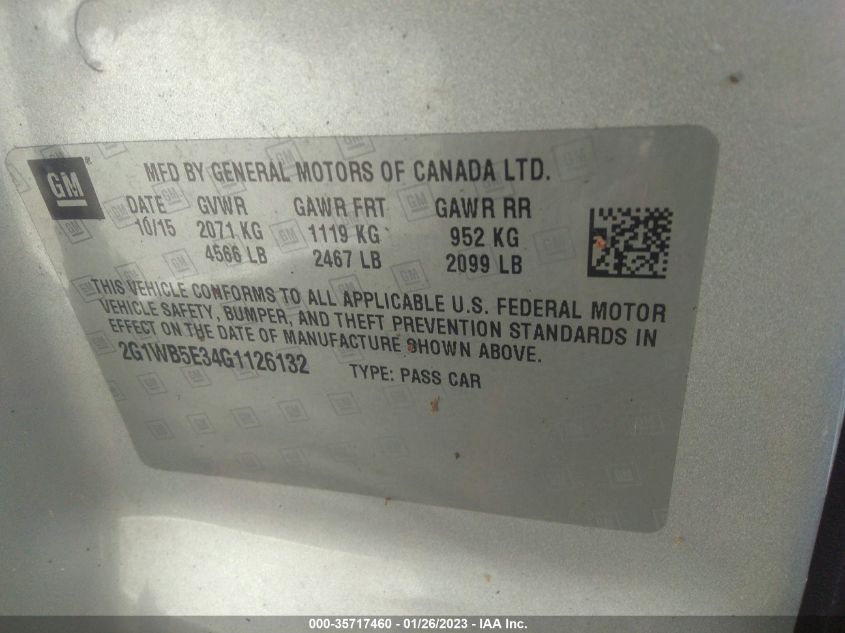 GM
®
MFD BY GENERAL MOTORS OF CANADA LTD.
DATE GVWR GAWR FRT GAWR RR
10/15 2071 KG 1119 KG 952 KG
4566 LB 2467 LB 2099 LB
THIS VEHICLE CONFORMS TO ALL APPLICABLE U.S. FEDERAL MOTOR
VEHICLE SAFETY, BUMPER, AND THEFT PREVENTION STANDARDS IN
EFFECT ON THE DATE OF MANUFACTURE SHOWN ABOVE.
2G1WB5E34G1126132 TYPE: PASS CAR
000-35717460 - 01/26/2023 - IAA Inc.